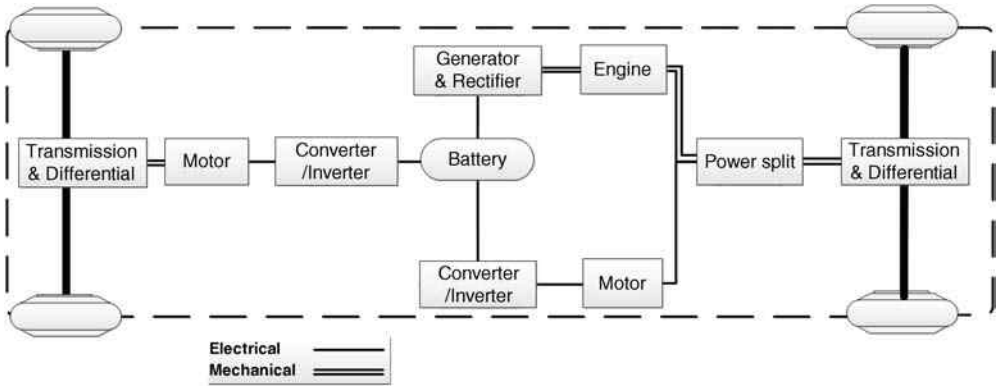 Generator
& Rectifier
Engine
Transmission
& Differential
Motor
Converter
/Inverter
Battery
Power split
Transmission
& Differential
Converter
/Inverter
Motor
Electrical
Mechanical